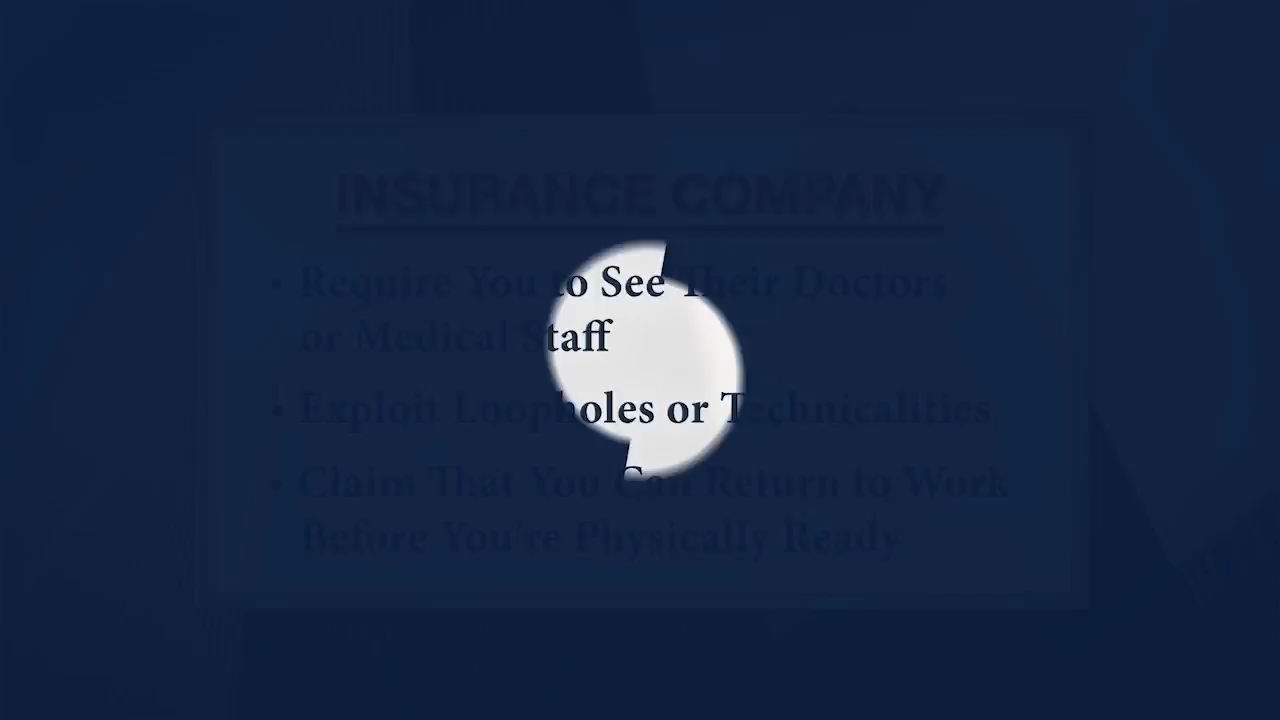 INSURANCE COMPANY
• Require You to See Their Doctors
or Medical Staff
• Exploit Loopholes or Technicalities
• Claim That You Can Return to Work
Before You're Physically Ready